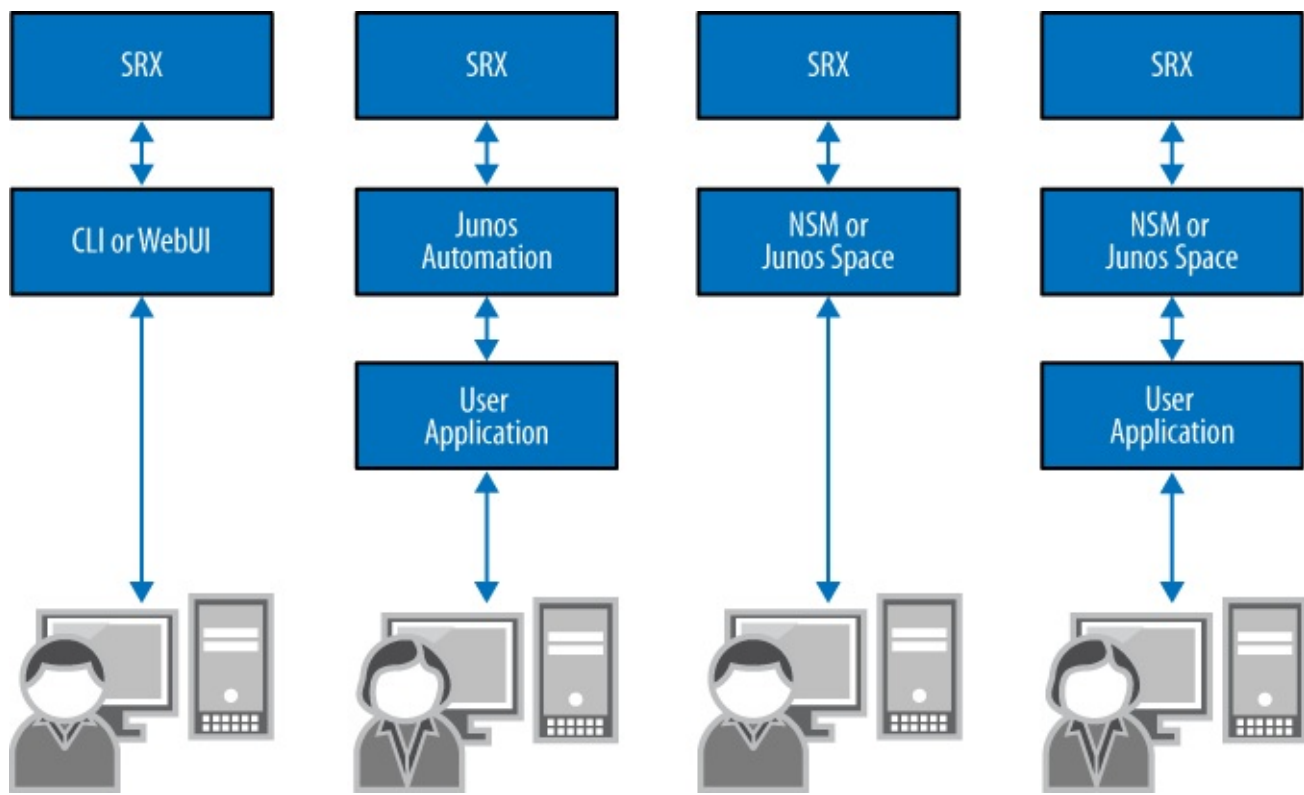 SRX
SRX
SRX
SRX
CLI or WebUI
Junos
Automation
NSM or
Junos Space
NSM or
Junos Space
User
Application
User
Application